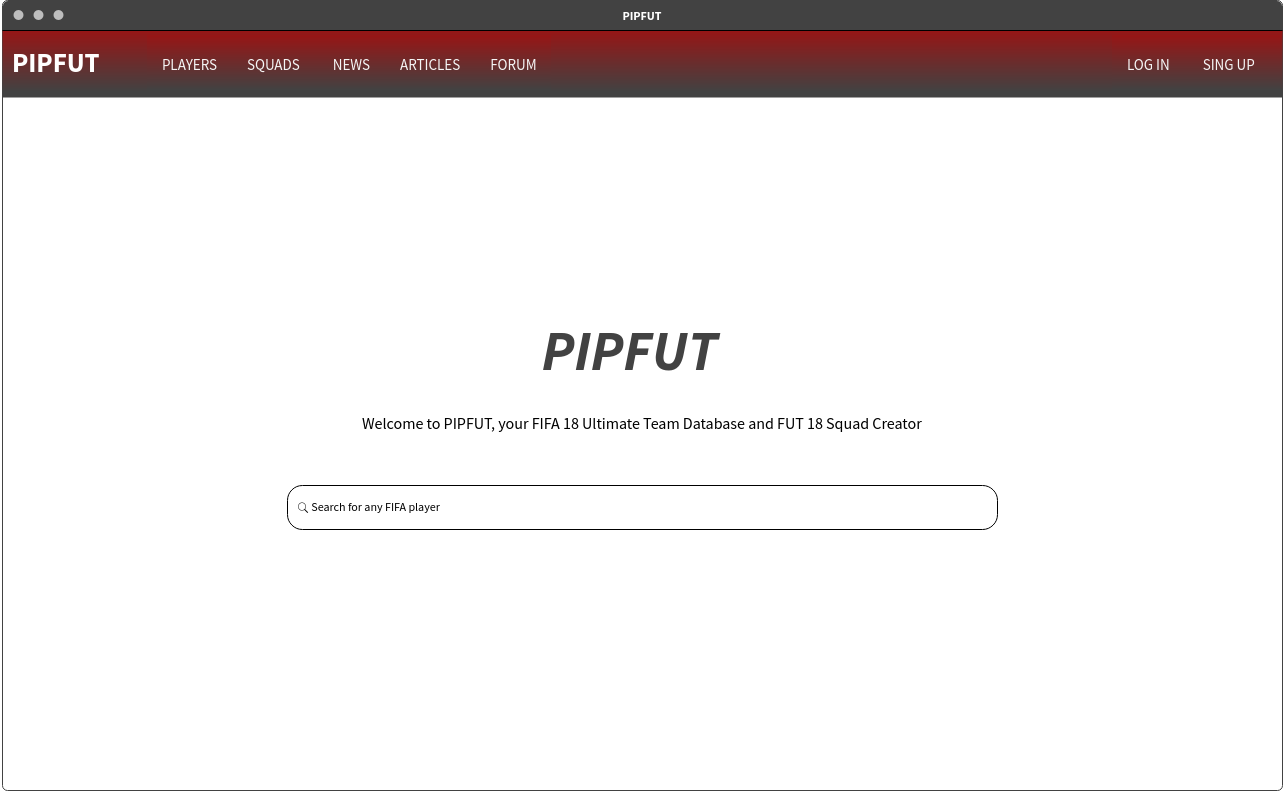 PIPFUT
PIPFUT PLAYERS SQUADS NEWS ARTICLES FORUM LOG IN SING UP
PIPFUT
Welcome to PIPFUT, your FIFA 18 Ultimate Team Database and FUT 18 Squad Creator
Search for any FIFA player